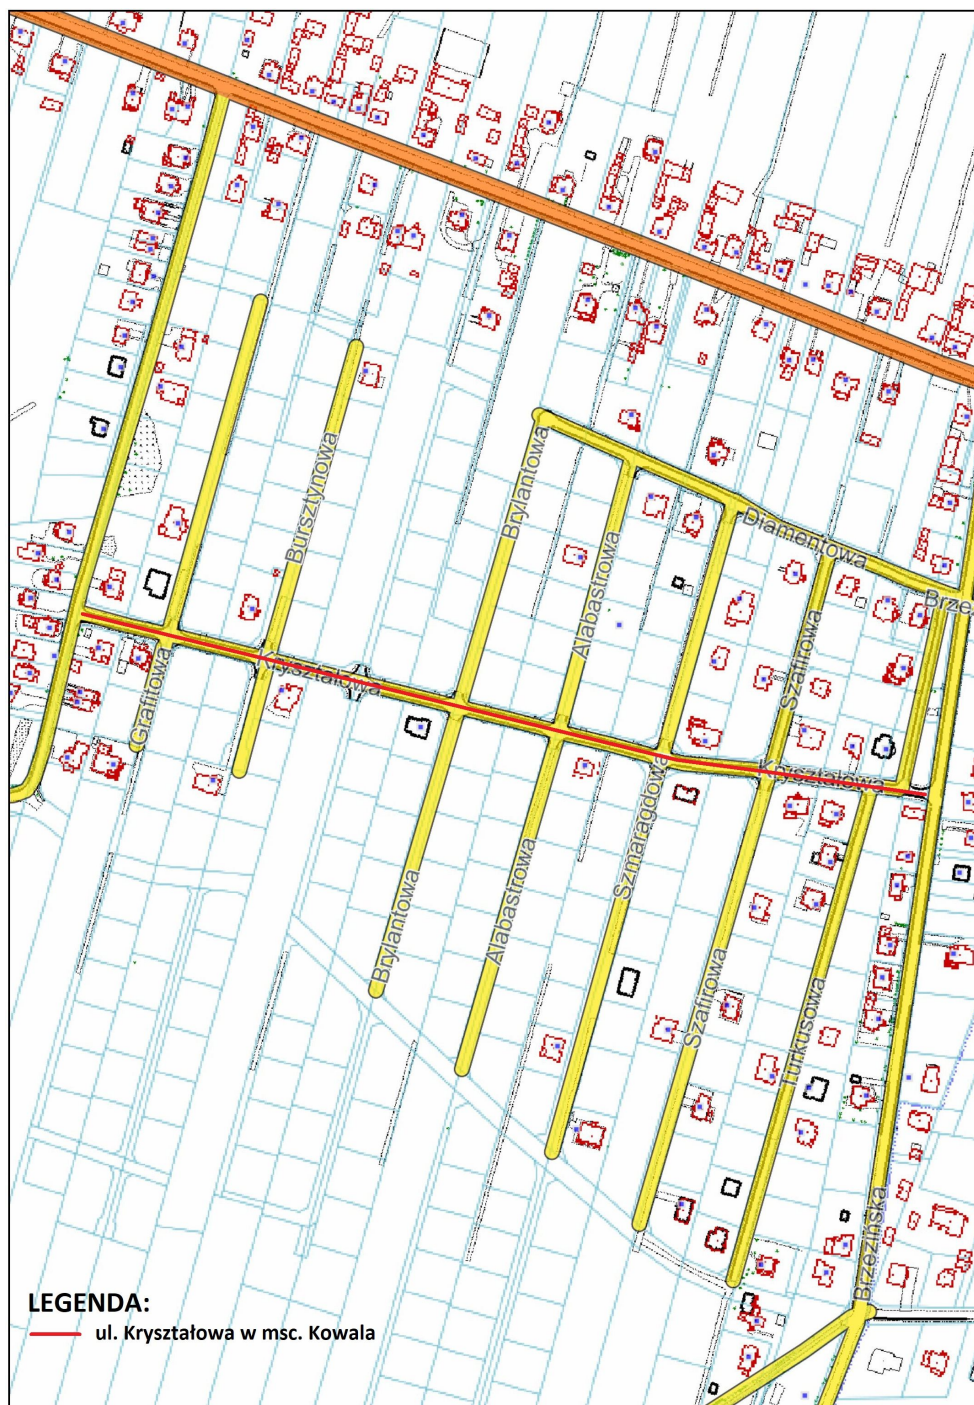 Brylantowa
Bursztynowa
Diamentowa
Alabastrowa
Brze
Szafirowa
Grafitowa
Kryształowa
Kryształowa
Szmaragdowa
Brylantowa
Alabastrowa
Szafirowa
Turkusowa
Brzezińska
LEGENDA:
ul. Kryształowa w msc. Kowala